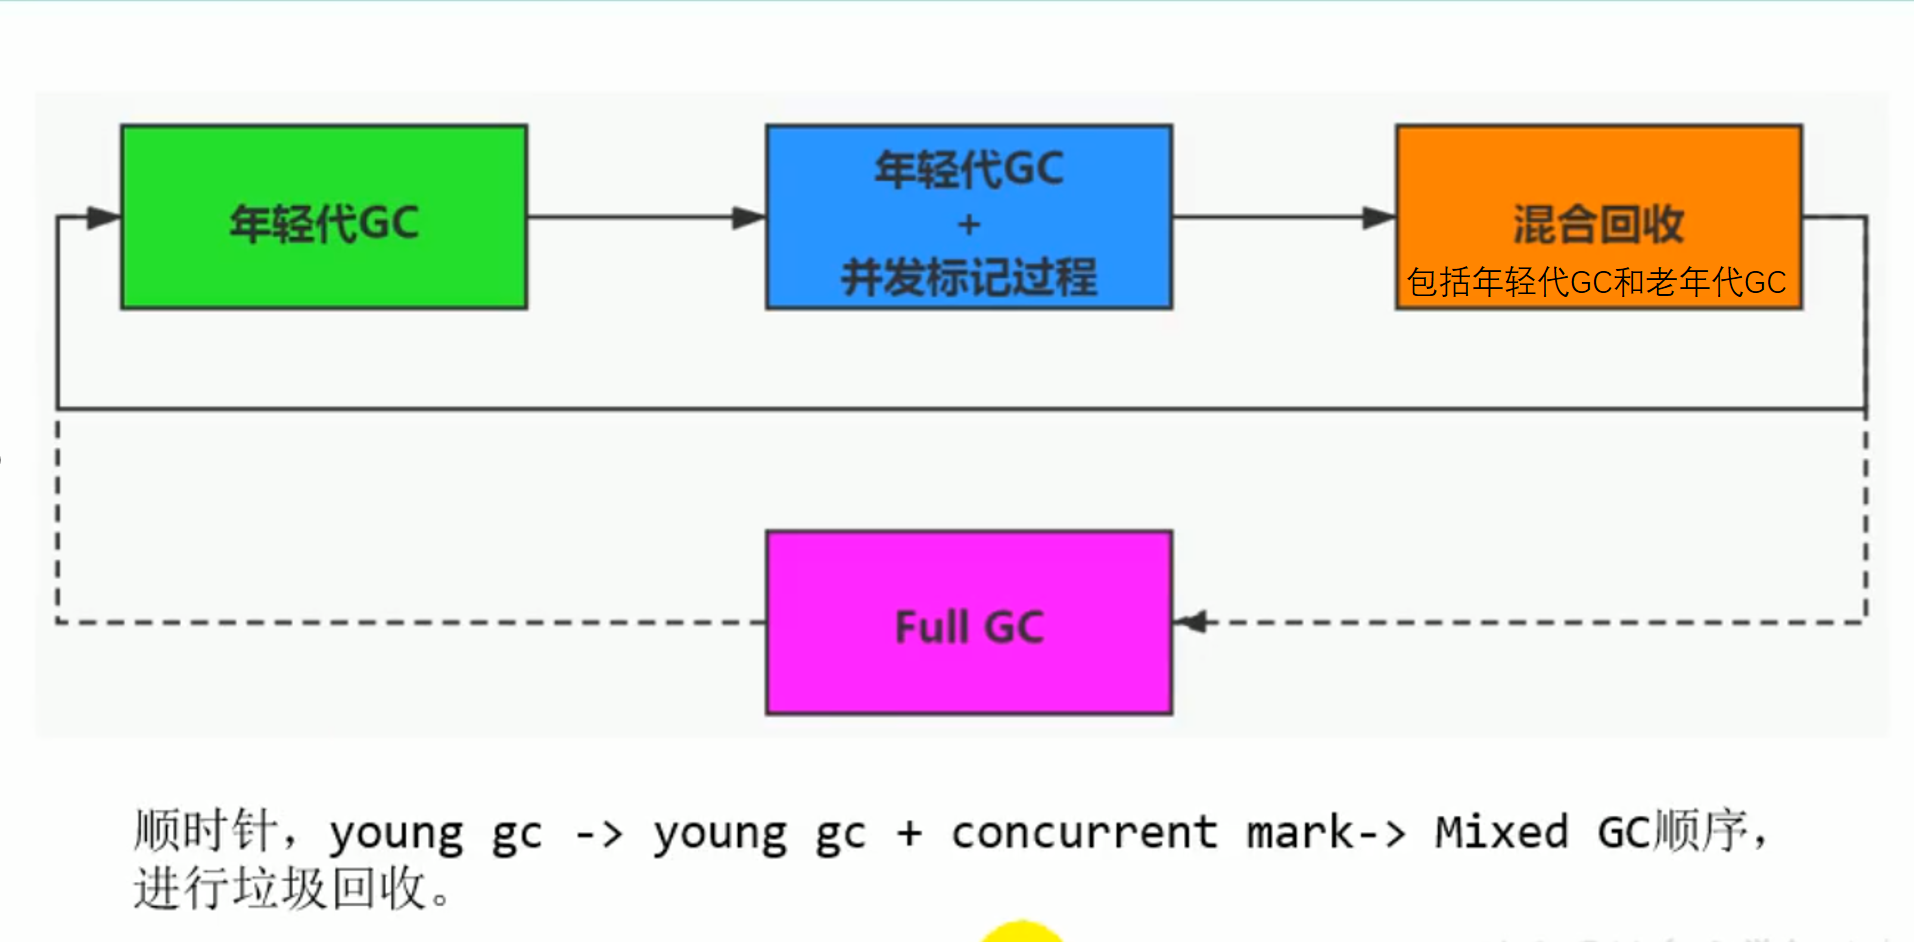 年轻代GC
年轻代GC
+
并发标记过程
混合回收
包括年轻代GC和老年代GC
Full GC
顺时针，young gc -> young gc + concurrent mark-> Mixed GC顺序，
进行垃圾回收。